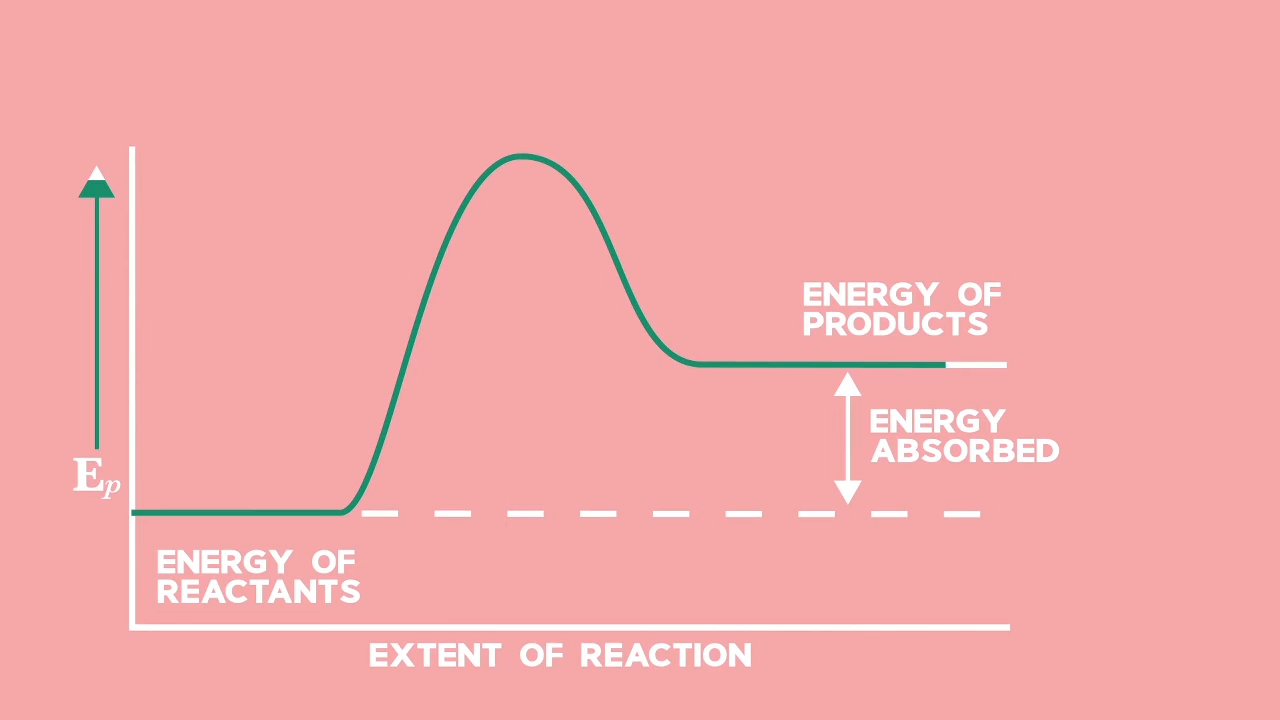 ENERGY OF
PRODUCTS
ENERGY
ABSORBED
Ep
ENERGY OF
REACTANTS
EXTENT OF REACTION